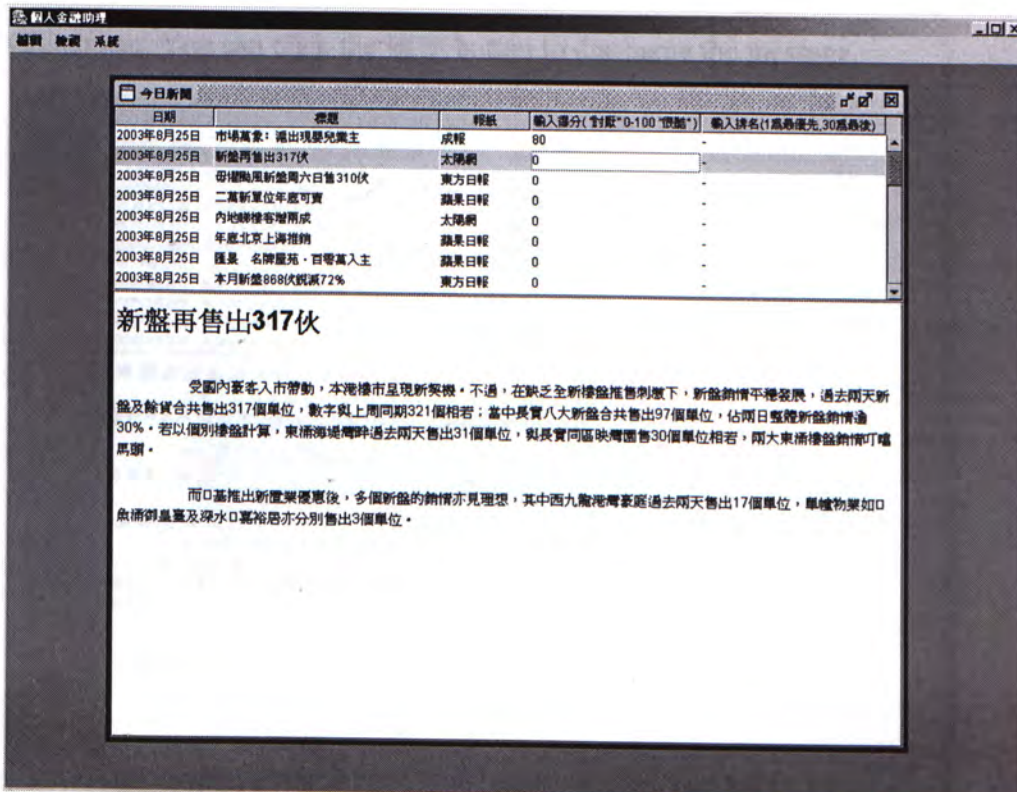 個人金融助理
編輯 檢視 系統
今日新聞
日期 標題 報紙 輸入得分("討厭" 0-100 "很酷") 輸入排名(1為最優先,30為最後)
2003年8月25日 市場萬象：滬出現嬰兒業主 成報 80
2003年8月25日 新盤再售出317伙 太陽網 0 -
2003年8月25日 颱風新盤周六日售310伙 東方日報 0 -
2003年8月25日 二萬新單位年底可賣 蘋果日報 0 -
2003年8月25日 內地睇樓客增兩成 太陽網 0 -
2003年8月25日 年底北京上海推銷 蘋果日報 0 -
2003年8月25日 匯景 名牌屋苑．百零萬入主 蘋果日報 0 -
2003年8月25日 本月新盤868伙銳減72% 東方日報 0 -
新盤再售出317伙
受國內豪客入市帶動，本港樓市呈現新契機。不過，在缺乏全新樓盤推售刺激下，新盤銷情平穩發展，過去兩天新
盤及餘貨合共售出317個單位，數字與上周同期321個相若；當中長實八大新盤合共售出97個單位，佔兩日整體新盤銷情逾
30%。若以個別樓盤計算，東涌海堤灣畔過去兩天售出31個單位，與長實同區映灣園售30個單位相若，兩大東涌樓盤銷情叮噹
馬頭。
而□基推出新置業優惠後，多個新盤的銷情亦見理想，其中西九龍港灣豪庭過去兩天售出17個單位，單幢物業如□
魚涌御皇臺及深水□嘉裕居亦分別售出3個單位。